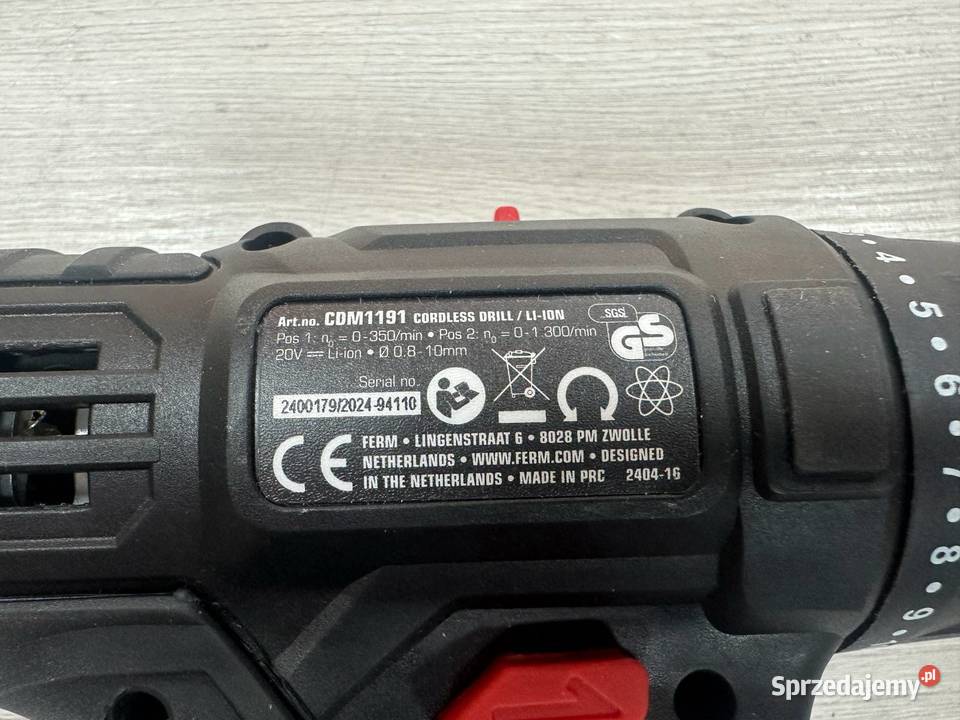 Art.no. CDM1191 CORDLESS DRILL / LI-ION
Pos 1: n0 = 0-350/min • Pos 2: n0 = 0-1.300/min
20V ⎓ Li-ion • Ø 0.8-10mm
SGS
GS
Serial no.
2400179/2024-94110
CE
FERM • LINGENSTRAAT 6 • 8028 PM ZWOLLE
NETHERLANDS • WWW.FERM.COM • DESIGNED
IN THE NETHERLANDS • MADE IN PRC 2404-16
4
5
6
7
8
9
Sprzedajemy.pl